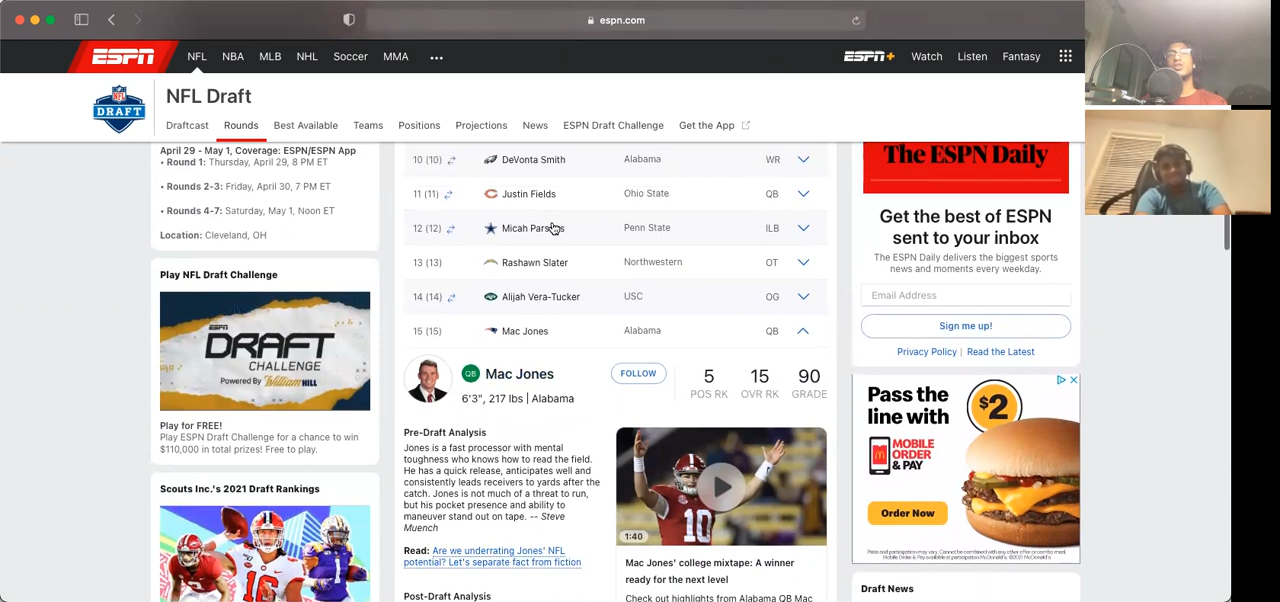 espn.com
ESPN
NFL NBA MLB NHL Soccer MMA •••
ESPN+ Watch Listen Fantasy
NFL
DRAFT
NFL Draft
Draftcast Rounds Best Available Teams Positions Projections News ESPN Draft Challenge Get the App
April 29 - May 1, Coverage: ESPN/ESPN App
• Round 1: Thursday, April 29, 8 PM ET
• Rounds 2-3: Friday, April 30, 7 PM ET
• Rounds 4-7: Saturday, May 1, Noon ET
Location: Cleveland, OH
Play NFL Draft Challenge
ESPN
DRAFT
CHALLENGE
Powered By William HILL
Play for FREE!
Play ESPN Draft Challenge for a chance to win
$110,000 in total prizes! Free to play.
Scouts Inc.'s 2021 Draft Rankings
16
10 (10) DeVonta Smith Alabama WR
11 (11) Justin Fields Ohio State QB
12 (12) Micah Parsons Penn State ILB
13 (13) Rashawn Slater Northwestern OT
14 (14) Alijah Vera-Tucker USC OG
15 (15) Mac Jones Alabama QB
QB Mac Jones
6'3", 217 lbs | Alabama
FOLLOW
5 15 90
POS RK OVR RK GRADE
Pre-Draft Analysis
Jones is a fast processor with mental
toughness who knows how to read the field.
He has a quick release, anticipates well and
consistently leads receivers to yards after the
catch. Jones is not much of a threat to run,
but his pocket presence and ability to
maneuver stand out on tape. -- Steve
Muench
Read: Are we underrating Jones' NFL
potential? Let's separate fact from fiction
Post-Draft Analysis
10
1:40
Mac Jones' college mixtape: A winner
ready for the next level
Check out highlights from Alabama QB Mac
The ESPN Daily
Get the best of ESPN
sent to your inbox
The ESPN Daily delivers the biggest sports
news and moments every weekday.
Email Address
Sign me up!
Privacy Policy | Read the Latest
Pass the
line with
$2
MOBILE
ORDER
& PAY
Order Now
Draft News